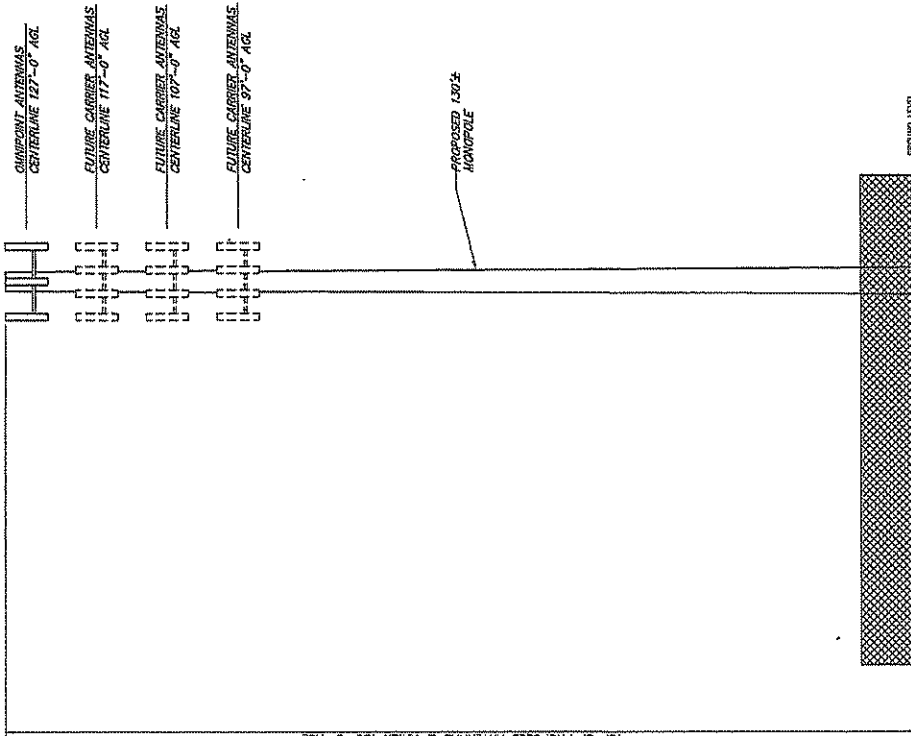 OMNIPOINT ANTENNAS
CENTERLINE 127'-0" AGL
FUTURE CARRIER ANTENNAS
CENTERLINE 117'-0" AGL
FUTURE CARRIER ANTENNAS
CENTERLINE 107'-0" AGL
FUTURE CARRIER ANTENNAS
CENTERLINE 97'-0" AGL
PROPOSED 130'±
MONOPOLE